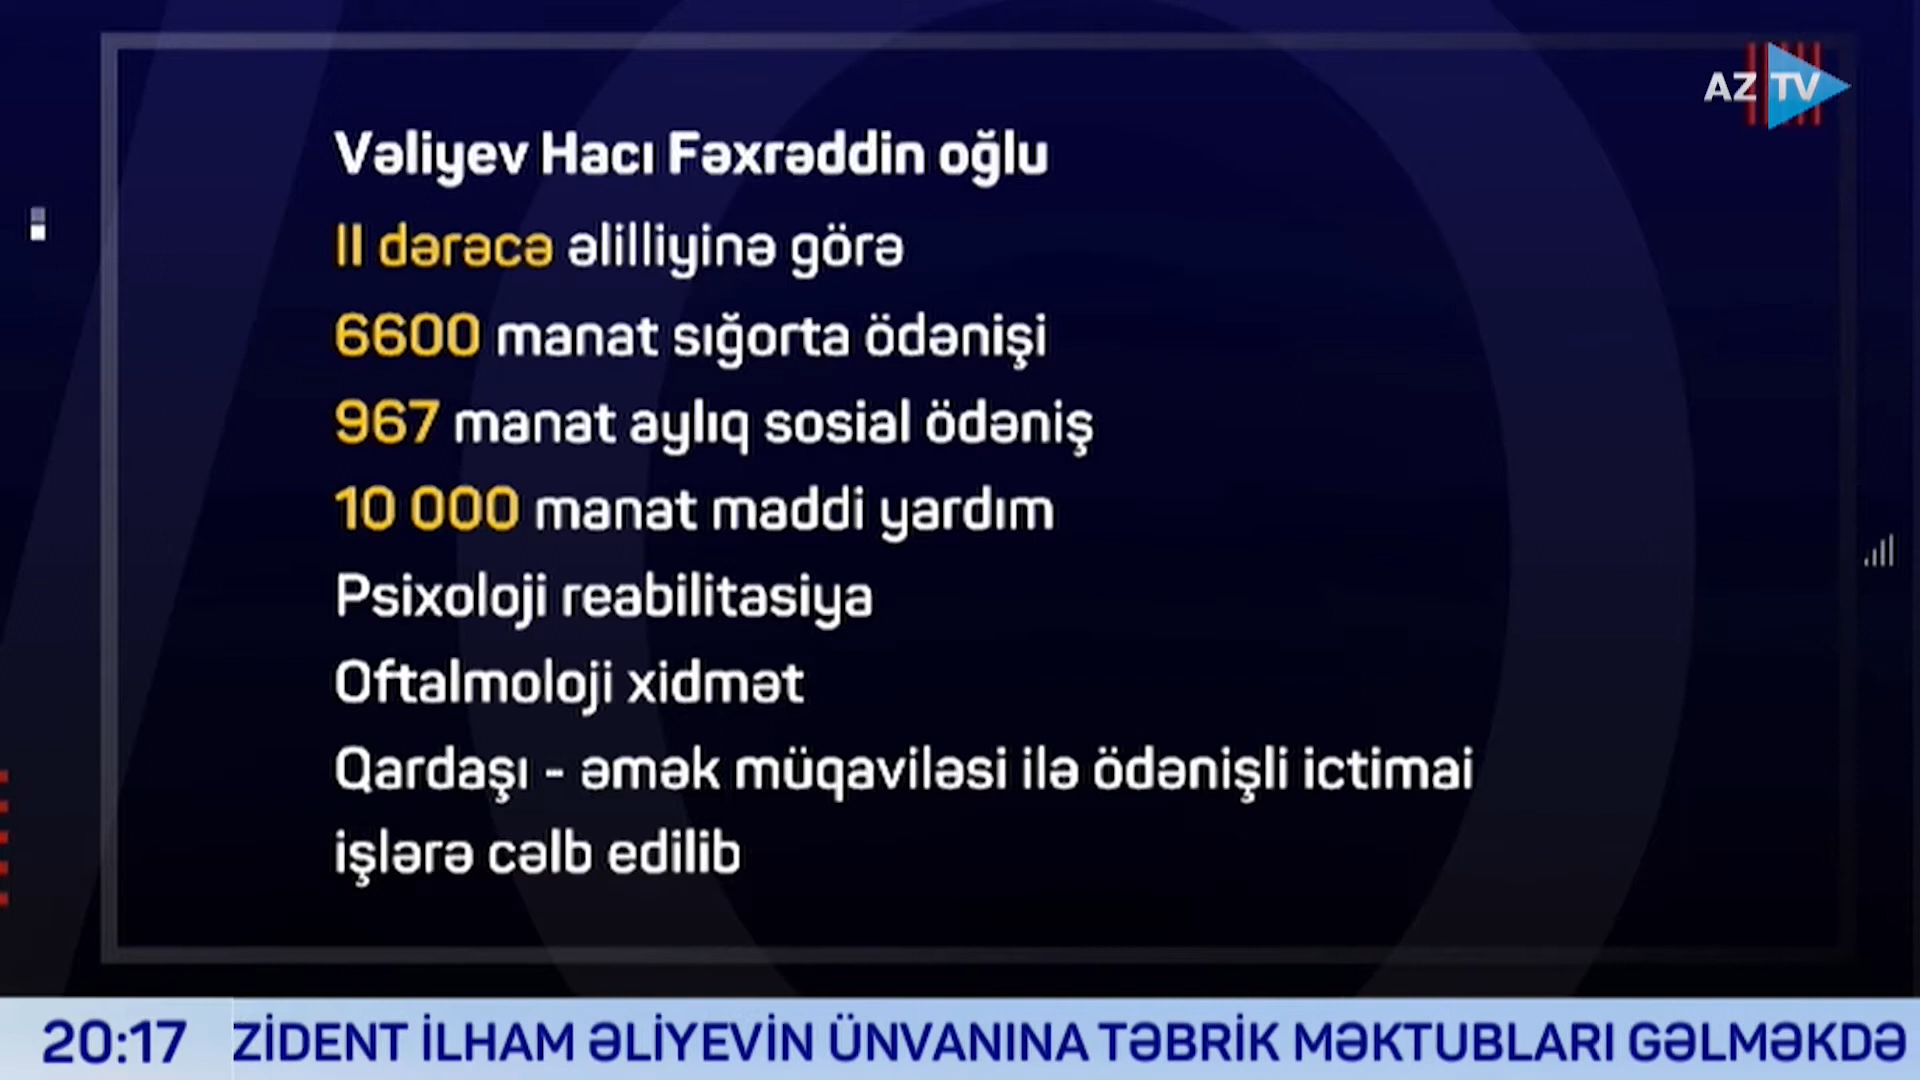 AZTV
Vəliyev Hacı Fəxrəddin oğlu
II dərəcə əlilliyinə görə
6600 manat sığorta ödənişi
967 manat aylıq sosial ödəniş
10 000 manat maddi yardım
Psixoloji reabilitasiya
Oftalmoloji xidmət
Qardaşı - əmək müqaviləsi ilə ödənişli ictimai
işlərə cəlb edilib
20:17 ZİDENT İLHAM ƏLİYEVİN ÜNVANINA TƏBRİK MƏKTUBLARI GƏLMƏKDƏ